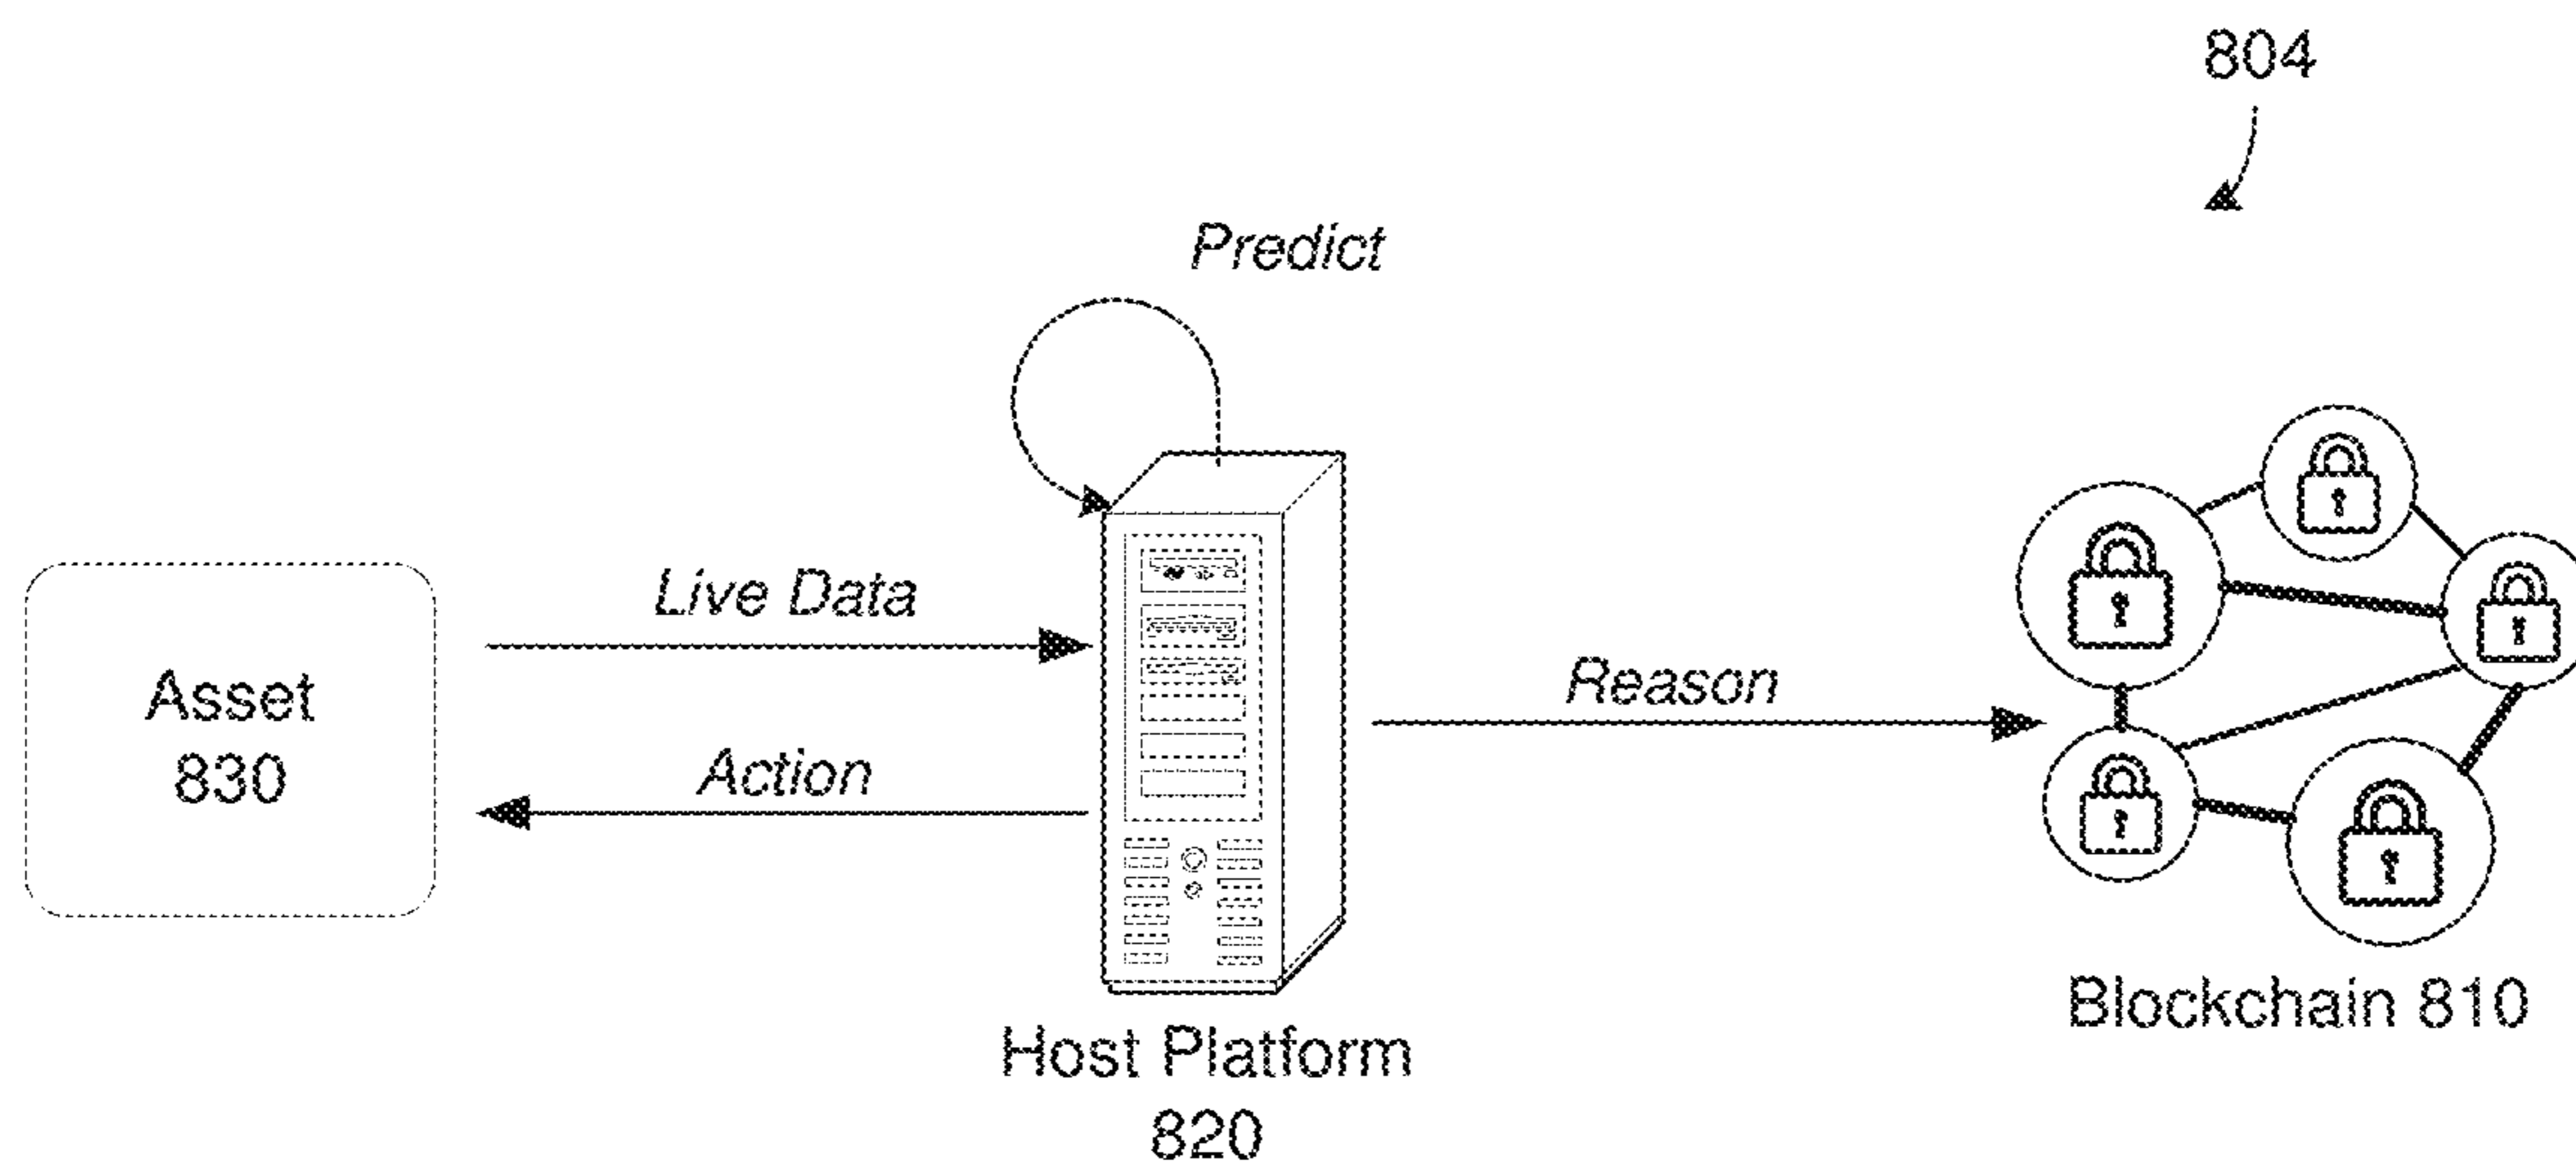 804
Predict
Live Data
Asset
830
Action
Reason
Host Platform
820
Blockchain 810